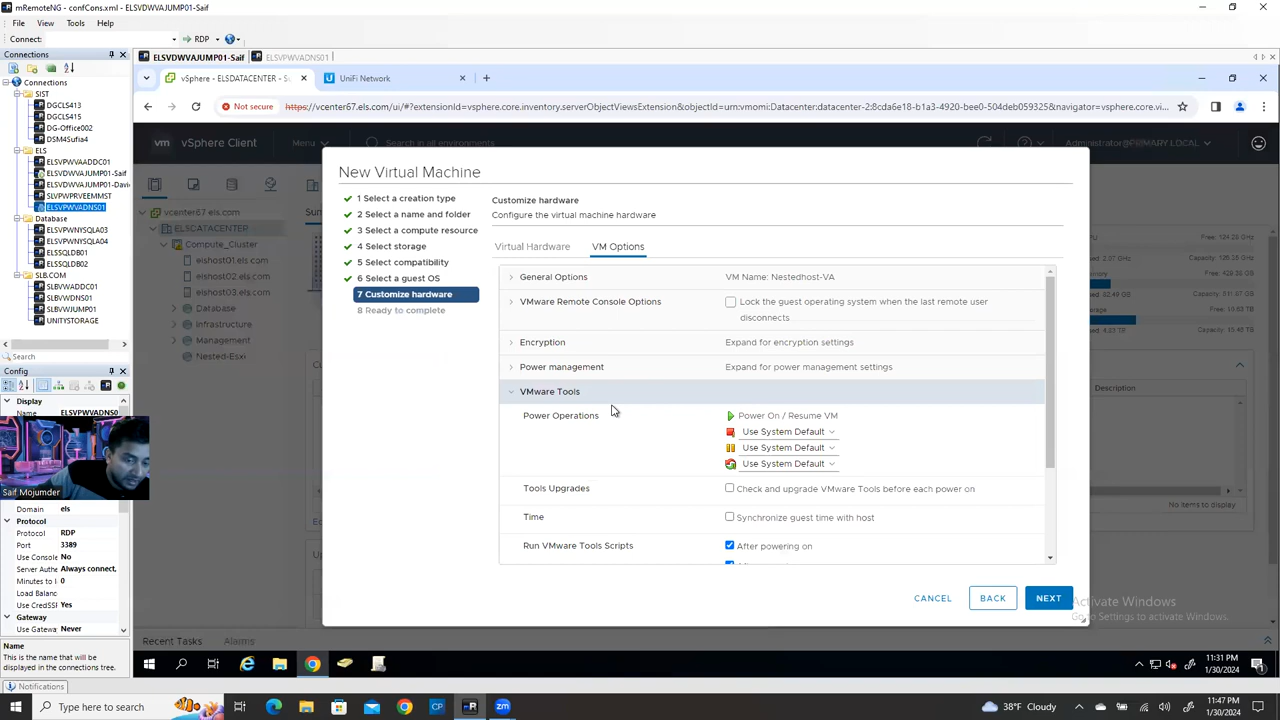 mRemoteNG - confCons.xml - ELSVDWVAJUMP01-Saif
File View Tools Help
Connect: RDP
Connections
ELSVDWVAJUMP01-Saif ELSVPWVADNS01
vSphere - ELSDATACENTER - Su
UniFi Network
Not secure https://vcenter67.els.com/ui/#?extensionId=vsphere.core.inventory.serverObjectViewsExtension&objectId=urn:vmomi:Datacenter:datacenter-2:8cda6e18-b1a3-4920-bee0-504deb059325&navigator=vsphere.core.vi...
vm vSphere Client Menu Search in all environments
Connections
SIST
DGCLS413
DGCLS415
DG-Office002
DSM4Sufia4
ELS
ELSVPWVAADDC01
ELSVDWVAJUMP01-Saif
ELSVDWVAJUMP01-Davi
SLVPWPRVEEMMST
ELSVPWVADNS01
Database
ELSVPWNYSQLA03
ELSVPWNYSQLA04
ELSSQLDB01
ELSSQLDB02
SLB.COM
SLBVWADDC01
SLBVWDNS01
SLBVWJUMP01
UNITYSTORAGE
Search
Config
Display
Name ELSVPWVADNS0
Saif Mojumder
Domain els
Protocol
Protocol RDP
Port 3389
Use Console No
Server Authe Always connect,
Minutes to I 0
Load Balanc
Use CredSSP Yes
Gateway
Use Gatewa Never
Name
This is the name that will be
displayed in the connections tree.
Notifications
vcenter67.els.com
ELSDATACENTER
Compute_Cluster
elshost01.els.com
elshost02.els.com
elshost03.els.com
Database
Infrastructure
Management
Nested-Esxi
New Virtual Machine
1 Select a creation type
2 Select a name and folder
3 Select a compute resource
4 Select storage
5 Select compatibility
6 Select a guest OS
7 Customize hardware
8 Ready to complete
Customize hardware
Configure the virtual machine hardware
Virtual Hardware VM Options
General Options VM Name: Nestedhost-VA
VMware Remote Console Options Lock the guest operating system when the last remote user
disconnects
Encryption Expand for encryption settings
Power management Expand for power management settings
VMware Tools
Power Operations Power On / Resume VM
Use System Default
Use System Default
Use System Default
Tools Upgrades Check and upgrade VMware Tools before each power on
Time Synchronize guest time with host
Run VMware Tools Scripts After powering on
CANCEL BACK NEXT
Description
No items to display
Activate Windows
Go to Settings to activate Windows.
Recent Tasks Alarms
11:31 PM
1/30/2024
Type here to search
38°F Cloudy
11:47 PM
1/30/2024